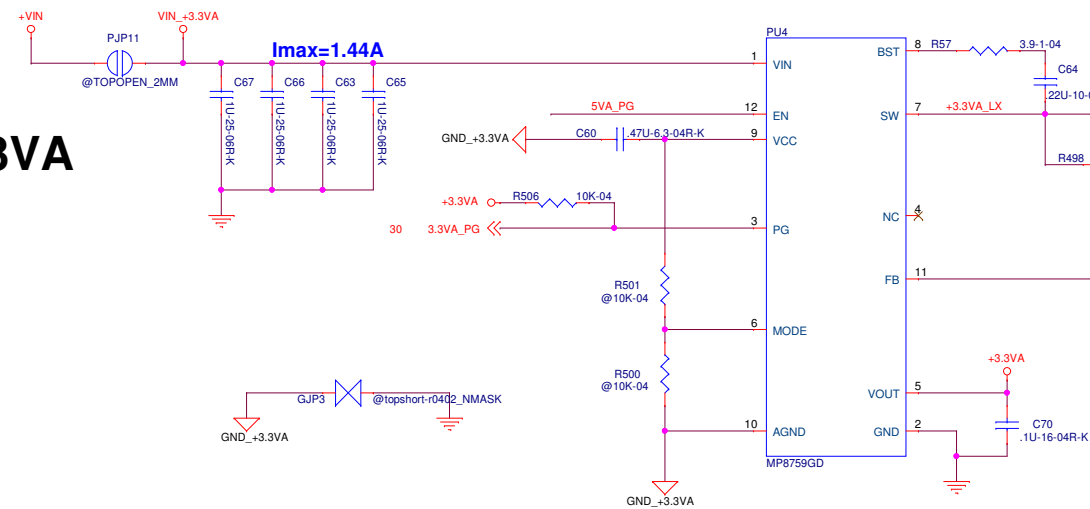 +VIN
VIN_+3.3VA
PJP11
@TOPOPEN_2MM
Imax=1.44A
C67
1U-25-06R-K
C66
1U-25-06R-K
C63
1U-25-06R-K
C65
1U-25-06R-K
3VA
PU4
1
VIN
5VA_PG
12
EN
GND_+3.3VA
C60
.47U-6.3-04R-K
9
VCC
+3.3VA
R506
10K-04
30
3.3VA_PG
3
PG
R501
@10K-04
6
MODE
R500
@10K-04
10
AGND
MP8759GD
GND_+3.3VA
GJP3
@topshort-r0402_NMASK
GND_+3.3VA
BST
8
R57
3.9-1-04
C64
.22U-10-0
SW
7
+3.3VA_LX
R498
NC
4
FB
11
+3.3VA
VOUT
5
C70
.1U-16-04R-K
GND
2